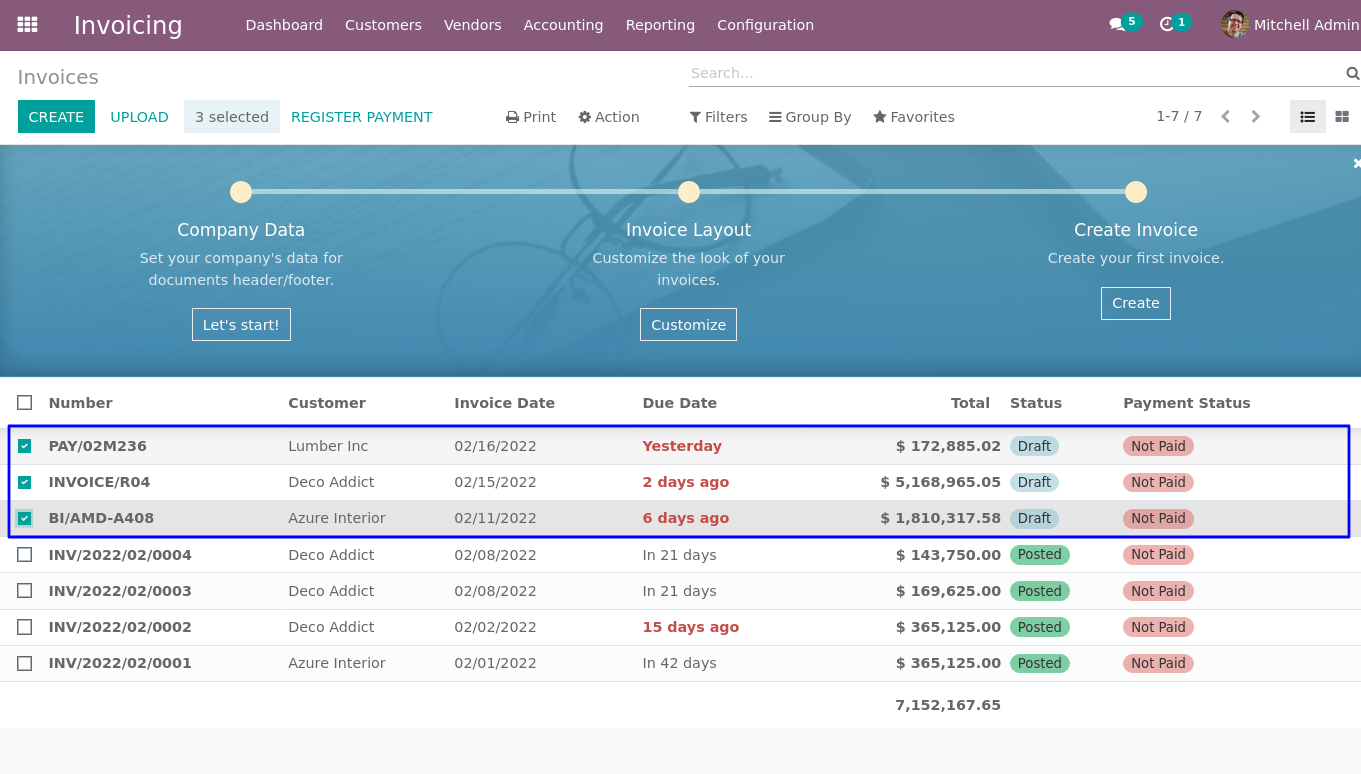 Invoicing Dashboard Customers Vendors Accounting Reporting Configuration 5 1 Mitchell Admin
Invoices Search...
CREATE UPLOAD 3 selected REGISTER PAYMENT Print Action Filters Group By Favorites 1-7 / 7
Company Data Invoice Layout Create Invoice
Set your company's data for Customize the look of your Create your first invoice.
documents header/footer. invoices.
Let's start! Customize Create
Number Customer Invoice Date Due Date Total Status Payment Status
PAY/02M236 Lumber Inc 02/16/2022 Yesterday $ 172,885.02 Draft Not Paid
INVOICE/R04 Deco Addict 02/15/2022 2 days ago $ 5,168,965.05 Draft Not Paid
BI/AMD-A408 Azure Interior 02/11/2022 6 days ago $ 1,810,317.58 Draft Not Paid
INV/2022/02/0004 Deco Addict 02/08/2022 In 21 days $ 143,750.00 Posted Not Paid
INV/2022/02/0003 Deco Addict 02/08/2022 In 21 days $ 169,625.00 Posted Not Paid
INV/2022/02/0002 Deco Addict 02/02/2022 15 days ago $ 365,125.00 Posted Not Paid
INV/2022/02/0001 Azure Interior 02/01/2022 In 42 days $ 365,125.00 Posted Not Paid
7,152,167.65